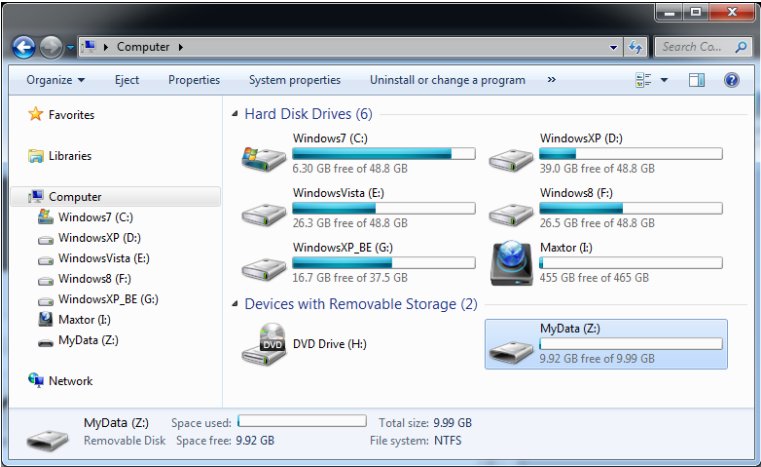 Computer
Search Co...
Organize Eject Properties System properties Uninstall or change a program »
Favorites
Libraries
Computer
Windows7 (C:)
WindowsXP (D:)
WindowsVista (E:)
Windows8 (F:)
WindowsXP_BE (G:)
Maxtor (I:)
MyData (Z:)
Network
Hard Disk Drives (6)
Windows7 (C:)
6.30 GB free of 48.8 GB
WindowsXP (D:)
39.0 GB free of 48.8 GB
WindowsVista (E:)
26.3 GB free of 48.8 GB
Windows8 (F:)
26.5 GB free of 48.8 GB
WindowsXP_BE (G:)
16.7 GB free of 37.5 GB
Maxtor (I:)
455 GB free of 465 GB
Devices with Removable Storage (2)
DVD
DVD Drive (H:)
MyData (Z:)
9.92 GB free of 9.99 GB
MyData (Z:) Space used: Total size: 9.99 GB
Removable Disk Space free: 9.92 GB File system: NTFS